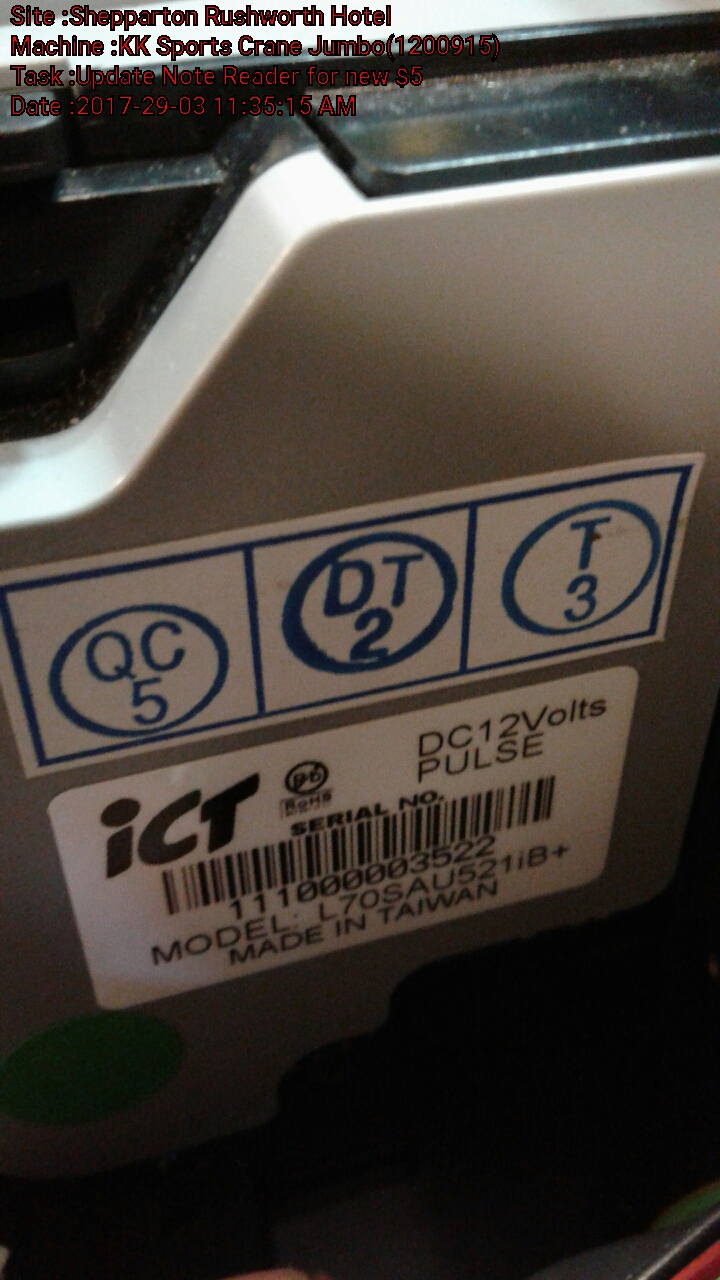 Site :Shepparton Rushworth Hotel
Machine :KK Sports Crane Jumbo(1200915)
Task :Update Note Reader for new $5
Date :2017-29-03 11:35:15 AM
QC
5
DT
2
T
3
iCT
RoHS
DC12Volts
PULSE
SERIAL NO.
111000003522
MODEL: L70SAU521iB+
MADE IN TAIWAN